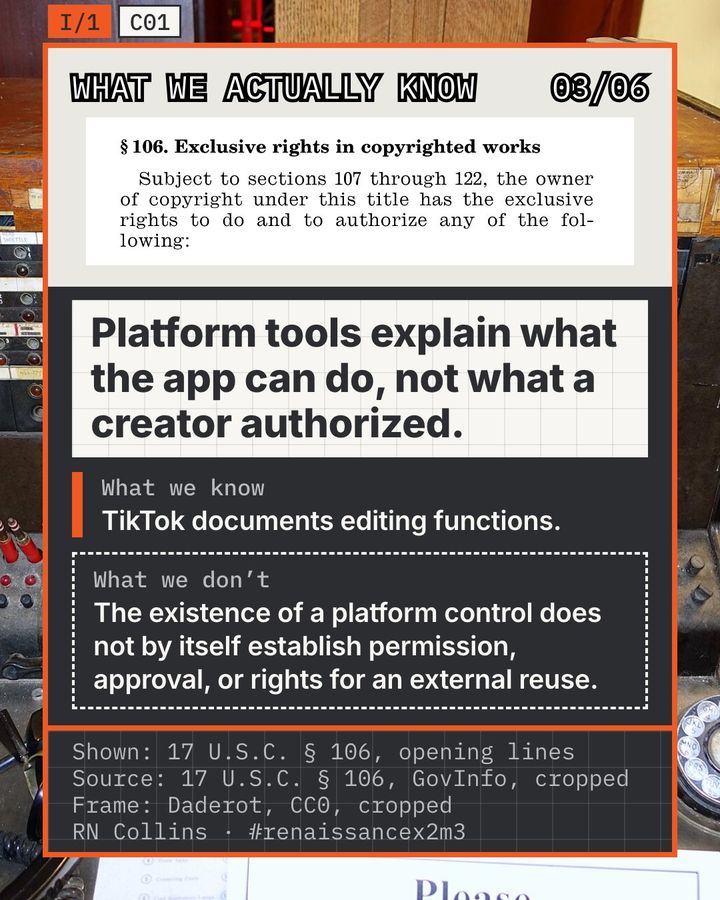 I/1 C01
WHAT WE ACTUALLY KNOW 03/06
§ 106. Exclusive rights in copyrighted works
Subject to sections 107 through 122, the owner
of copyright under this title has the exclusive
rights to do and to authorize any of the fol-
lowing:
Platform tools explain what
the app can do, not what a
creator authorized.
What we know
TikTok documents editing functions.
What we don’t
The existence of a platform control does
not by itself establish permission,
approval, or rights for an external reuse.
Shown: 17 U.S.C. § 106, opening lines
Source: 17 U.S.C. § 106, GovInfo, cropped
Frame: Daderot, CC0, cropped
RN Collins · #renaissancex2m3
Please